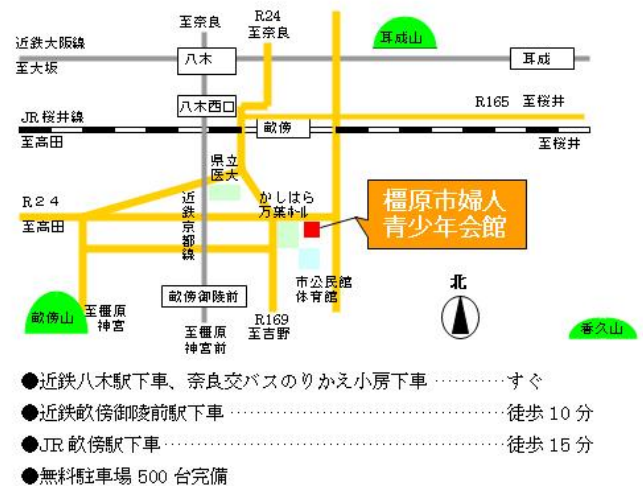 R24
至奈良
至奈良
耳成山
近鉄大阪線
至大坂
八木
耳成
八木西口
R165 至桜井
JR桜井線
至高田
畝傍
至桜井
県立
医大
かしはら
万葉ホール
橿原市婦人
青少年会館
R24
至高田
近鉄京都線
市公民館
体育館
北
畝傍山
至橿原
神宮
畝傍御陵前
至橿原
神宮前
R169
至吉野
香久山
●近鉄八木駅下車、奈良交バスのりかえ小房下車 ………… すぐ
●近鉄畝傍御陵前駅下車 ………………………………… 徒歩 10 分
●JR 畝傍駅下車 ………………………………………… 徒歩 15 分
●無料駐車場 500 台完備